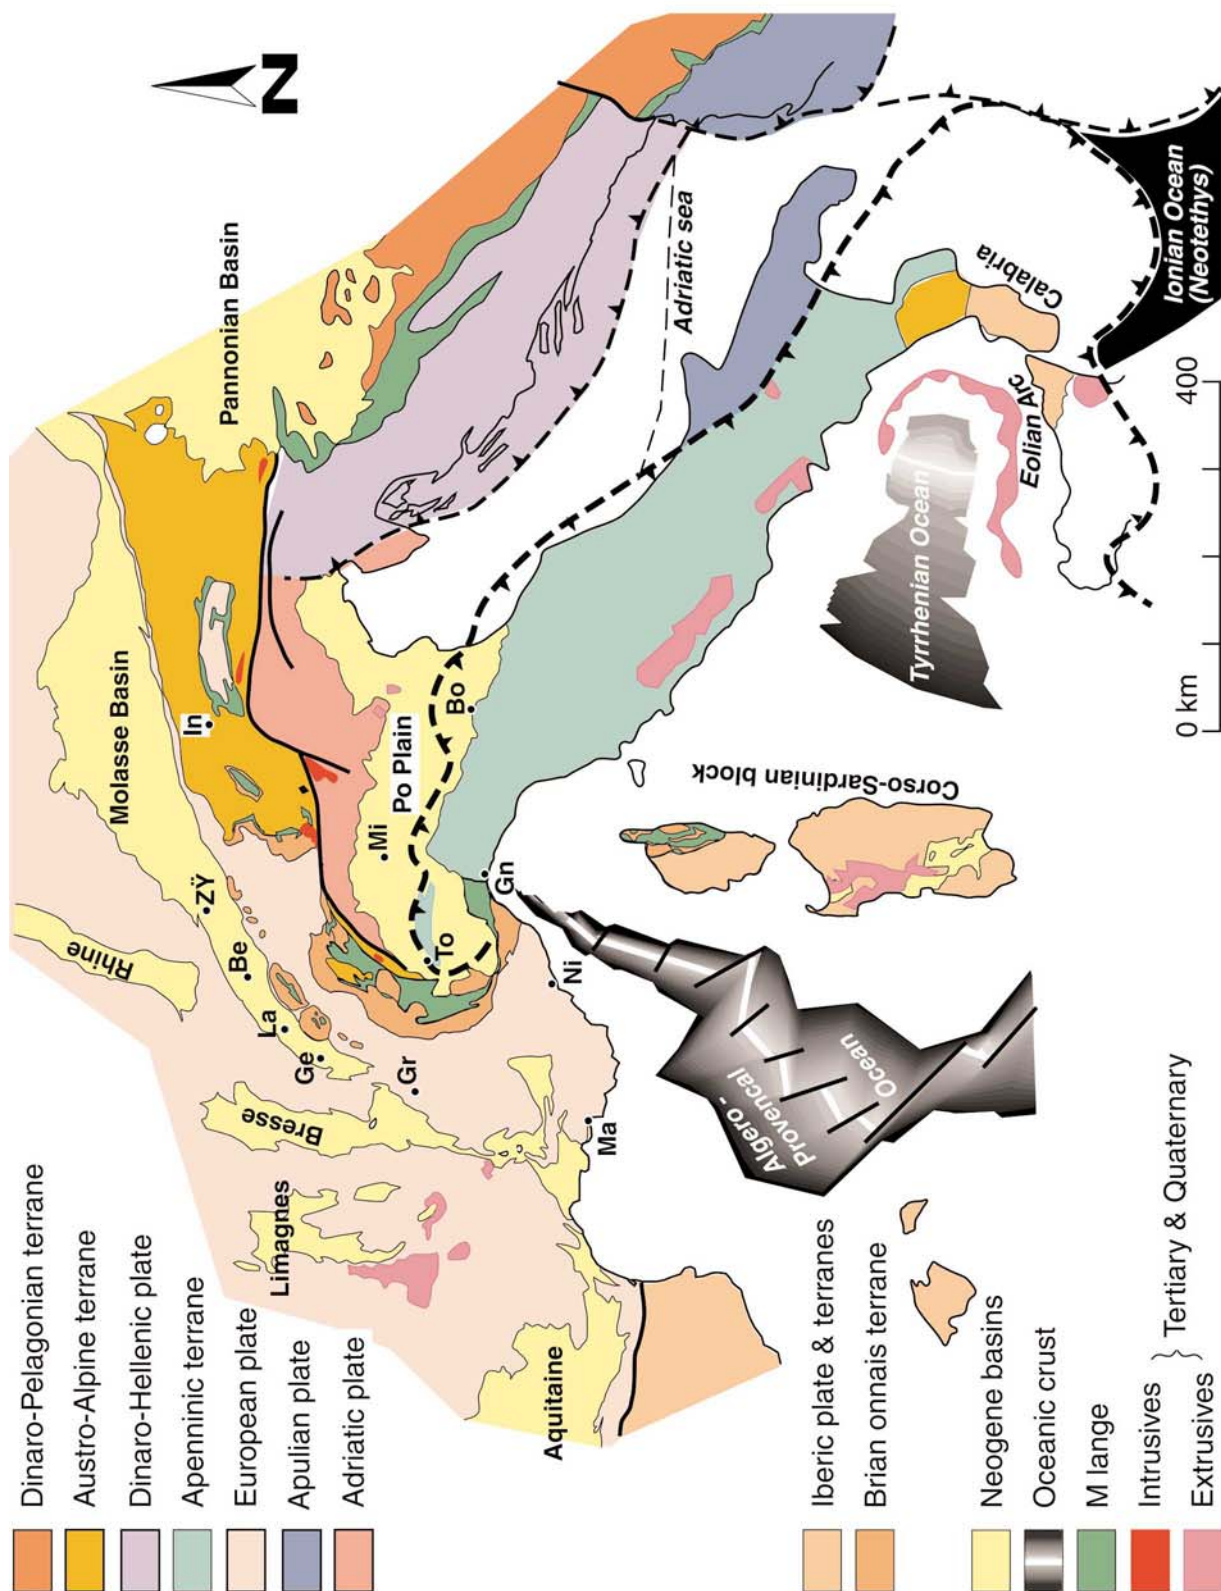 Dinaro-Pelagonian terrane
Austro-Alpine terrane
Dinaro-Hellenic plate
Apenninic terrane
European plate
Apulian plate
Adriatic plate
Iberic plate & terranes
Brian onnais terrane
Neogene basins
Oceanic crust
M lange
Intrusives
Extrusives
} Tertiary & Quaternary
N
Pannonian Basin
Molasse Basin
Rhine
Bresse
Limagnes
Aquitaine
In
ZŸ
Be
La
Ge
Gr
Mi
Po Plain
Bo
To
Gn
Ni
Ma
Adriatic sea
Calabria
Ionian Ocean
(Neotethys)
Eolian Arc
Tyrrhenian Ocean
Corso-Sardinian block
Algero -
Provencal
Ocean
0 km
400